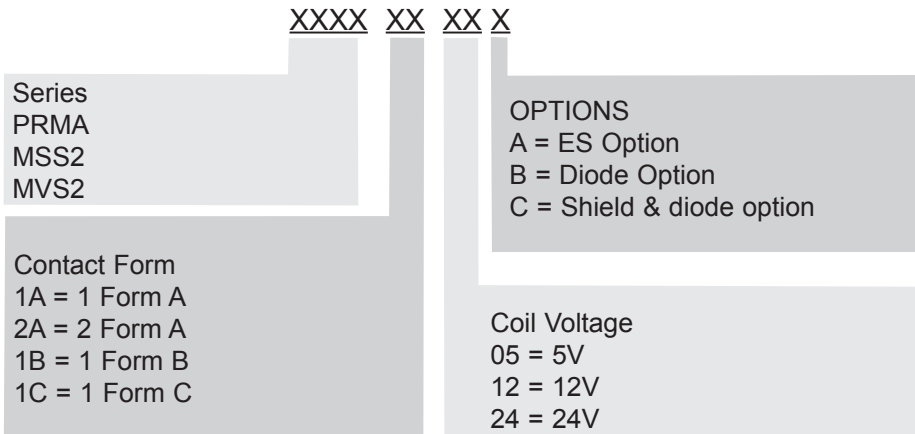 XXXX XX XX X
Series
PRMA
MSS2
MVS2
OPTIONS
A = ES Option
B = Diode Option
C = Shield & diode option
Contact Form
1A = 1 Form A
2A = 2 Form A
1B = 1 Form B
1C = 1 Form C
Coil Voltage
05 = 5V
12 = 12V
24 = 24V